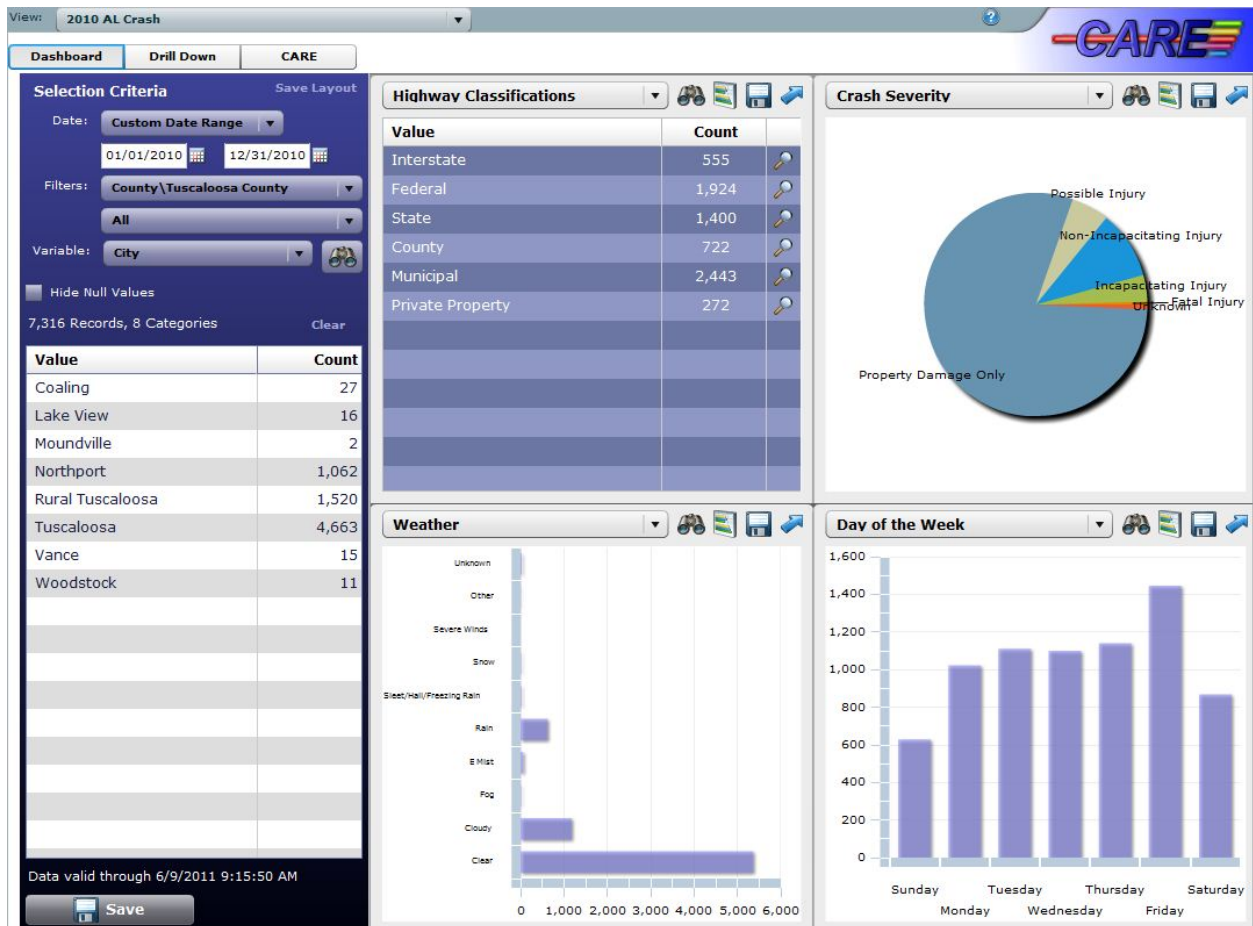 View: 2010 AL Crash
CARE
Dashboard Drill Down CARE
Selection Criteria Save Layout
Date: Custom Date Range
01/01/2010 12/31/2010
Filters: County\Tuscaloosa County
All
Variable: City
Hide Null Values
7,316 Records, 8 Categories Clear
Value Count
Coaling 27
Lake View 16
Moundville 2
Northport 1,062
Rural Tuscaloosa 1,520
Tuscaloosa 4,663
Vance 15
Woodstock 11
Data valid through 6/9/2011 9:15:50 AM
Save
Highway Classifications
Value Count
Interstate 555
Federal 1,924
State 1,400
County 722
Municipal 2,443
Private Property 272
Crash Severity
Possible Injury
Non-Incapacitating Injury
Incapacitating Injury
Fatal Injury
Unknown
Property Damage Only
Weather
Unknown
Other
Severe Winds
Snow
Sleet/Hail/Freezing Rain
Rain
E Mist
Fog
Cloudy
Clear
0 1,000 2,000 3,000 4,000 5,000 6,000
Day of the Week
1,600
1,400
1,200
1,000
800
600
400
200
0
Sunday Tuesday Thursday Saturday
Monday Wednesday Friday